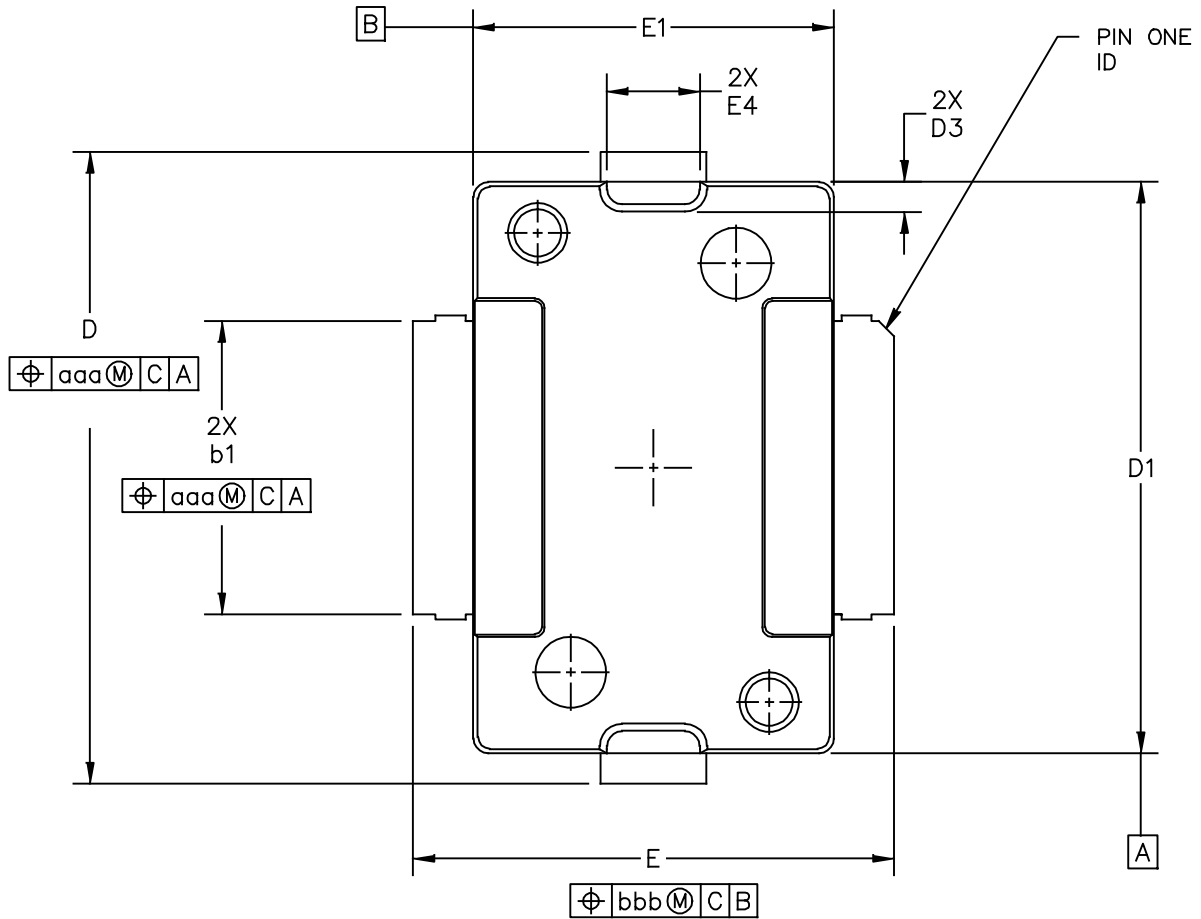 B
E1
PIN ONE
ID
2X
E4
2X
D3
D
⌖ aaa Ⓜ C A
2X
b1
⌖ aaa Ⓜ C A
D1
E
A
⌖ bbb Ⓜ C B